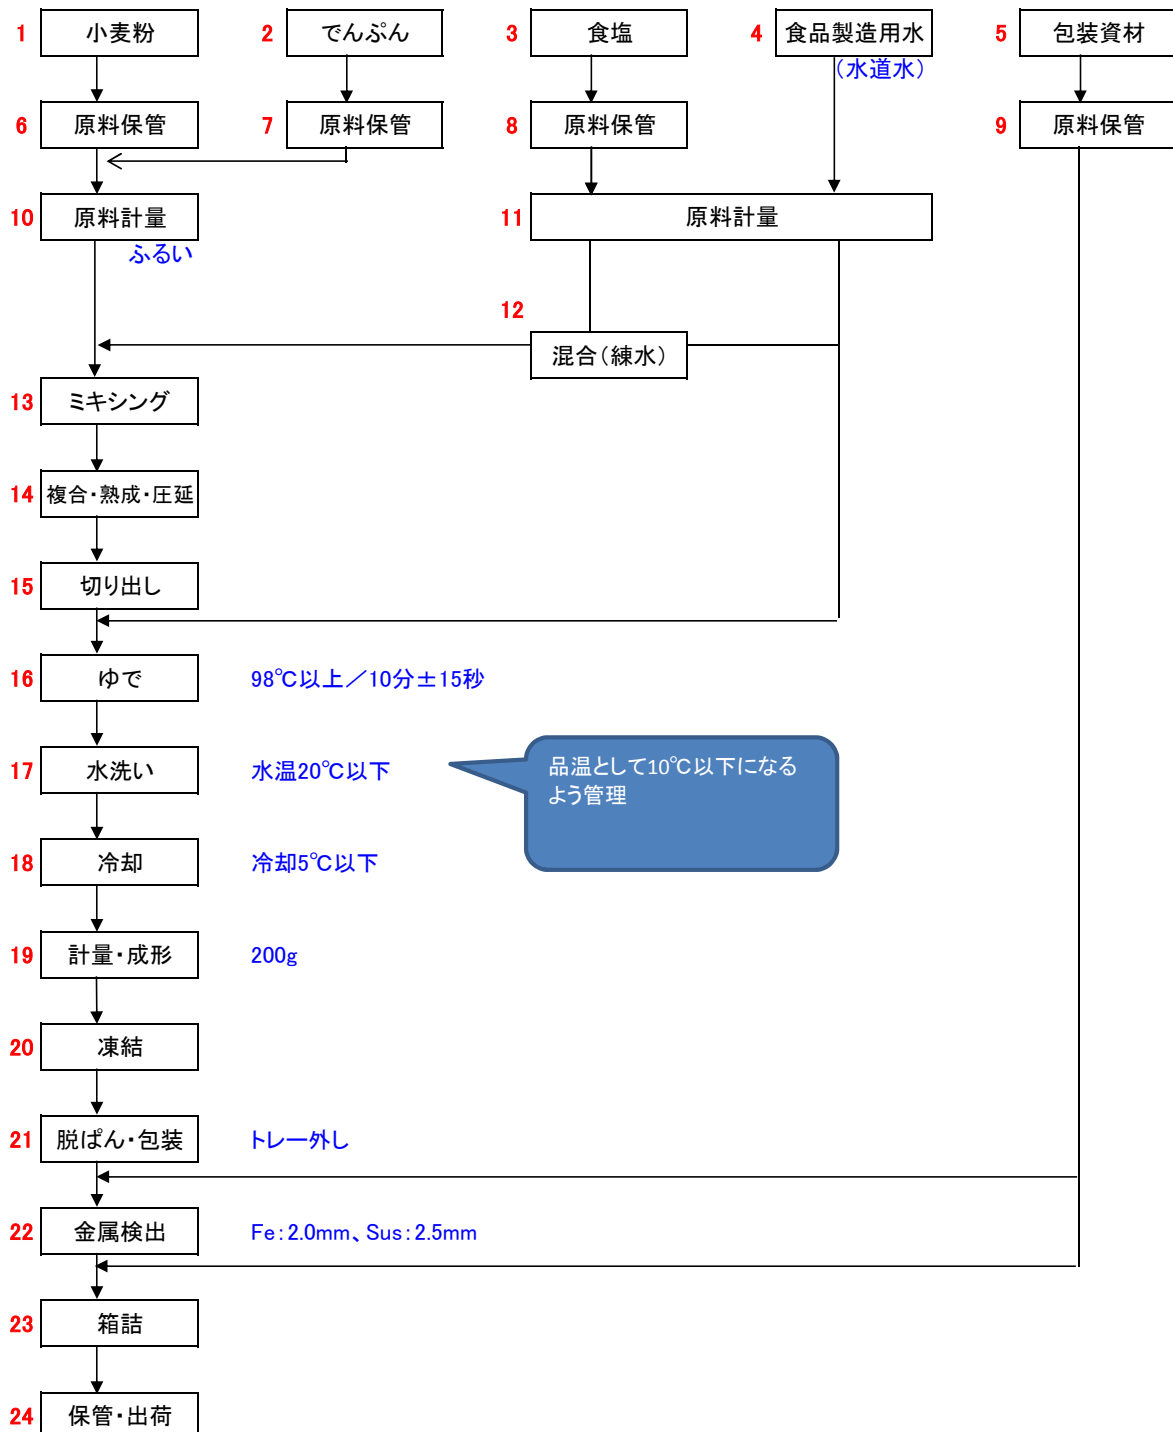 1 小麦粉 2 でんぷん 3 食塩 4 食品製造用水 5 包装資材
(水道水)
6 原料保管 7 原料保管 8 原料保管 9 原料保管
10 原料計量 11 原料計量
ふるい
12
混合(練水)
13 ミキシング
14 複合・熟成・圧延
15 切り出し
16 ゆで 98℃以上/10分±15秒
17 水洗い 水温20℃以下
品温として10℃以下になる
よう管理
18 冷却 冷却5℃以下
19 計量・成形 200g
20 凍結
21 脱ぱん・包装 トレー外し
22 金属検出 Fe:2.0mm、Sus:2.5mm
23 箱詰
24 保管・出荷